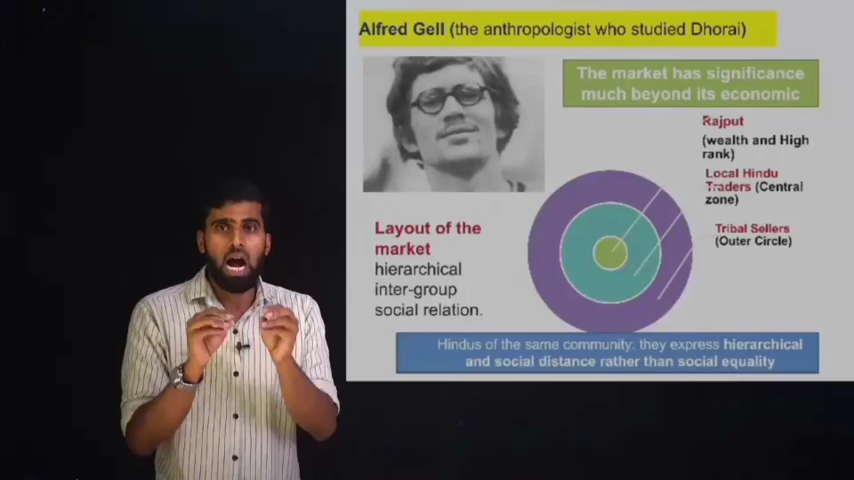 Alfred Gell (the anthropologist who studied Dhorai)
The market has significance
much beyond its economic
Rajput
(wealth and High
rank)
Local Hindu
Traders (Central
zone)
Tribal Sellers
(Outer Circle)
Layout of the
market
hierarchical
inter-group
social relation.
Hindus of the same community: they express hierarchical
and social distance rather than social equality